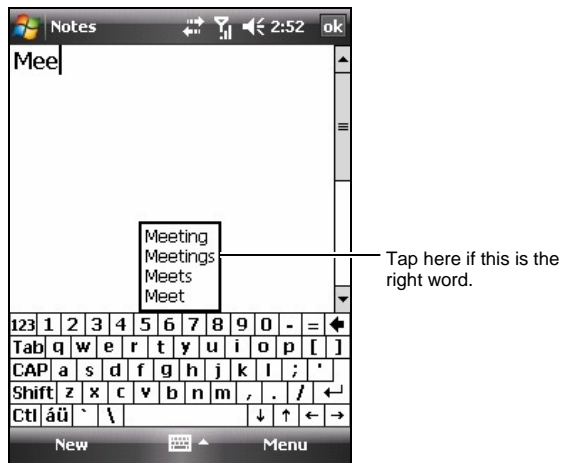 Notes 2:52 ok
Mee
Meeting
Meetings
Meets
Meet
Tap here if this is the
right word.
123 1 2 3 4 5 6 7 8 9 0 - =
Tab q w e r t y u i o p [ ]
CAP a s d f g h j k l ; '
Shift z x c v b n m , . /
Ctl áü ` \
New Menu